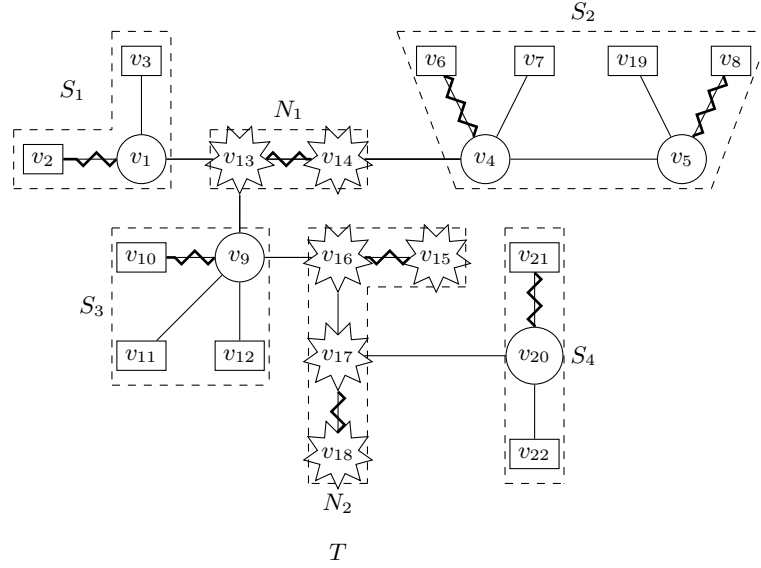 S₂
v₃ v₆ v₇ v₁₉ v₈
S₁ N₁
v₂ v₁ v₁₃ v₁₄ v₄ v₅
v₁₀ v₉ v₁₆ v₁₅ v₂₁
S₃
v₁₁ v₁₂ v₁₇ v₂₀ S₄
v₁₈ v₂₂
N₂
T